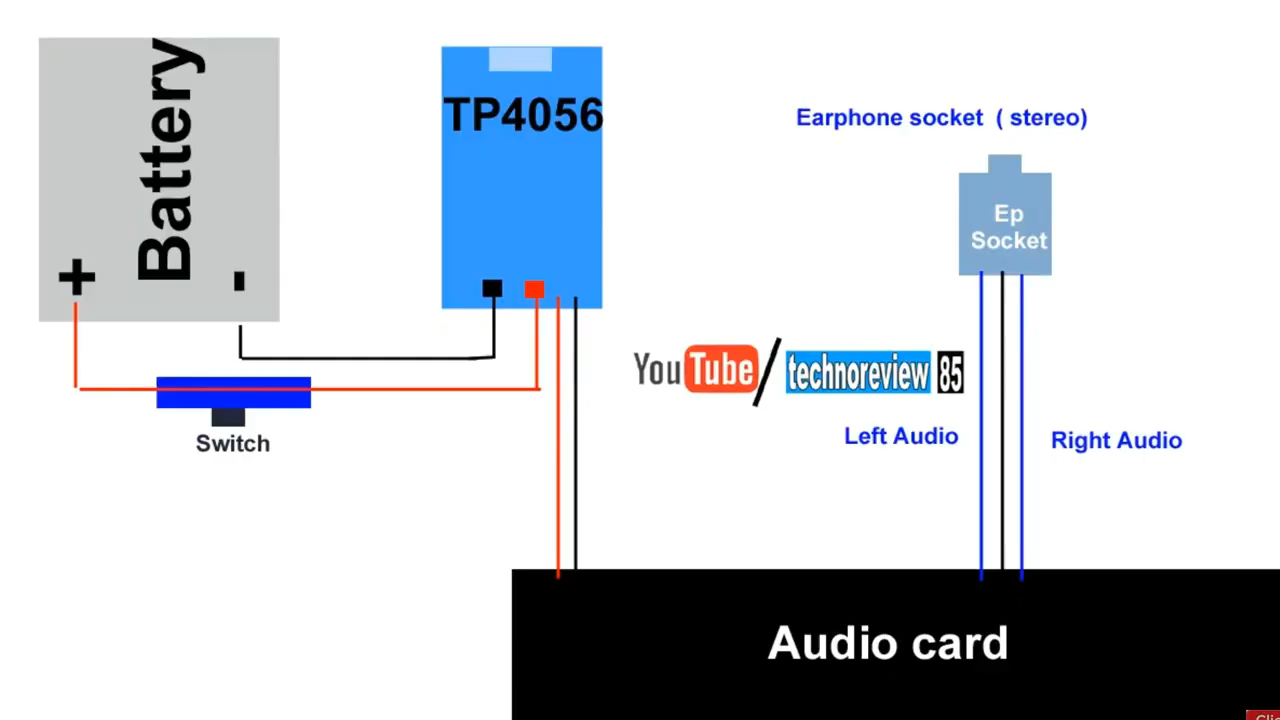 Battery
+
-
TP4056
Earphone socket ( stereo)
Ep
Socket
Switch
YouTube/technoreview 85
Left Audio
Right Audio
Audio card